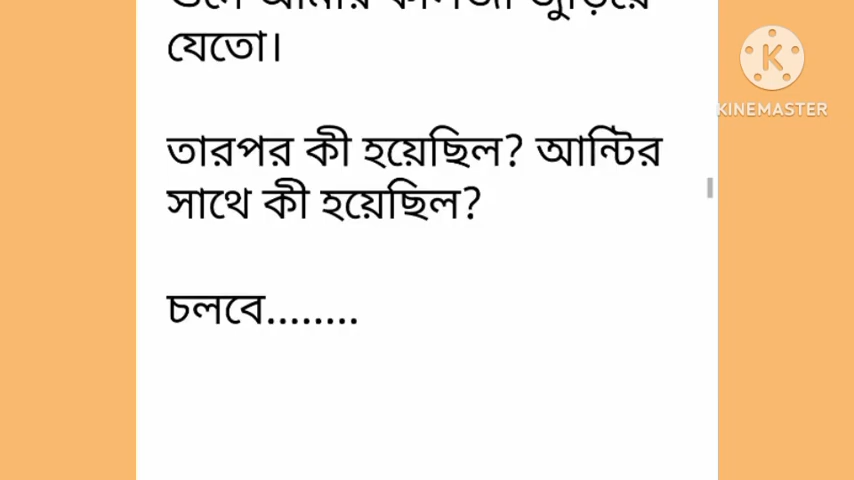 যেতো।
তারপর কী হয়েছিল? আন্টির
সাথে কী হয়েছিল?
চলবে........
KINEMASTER